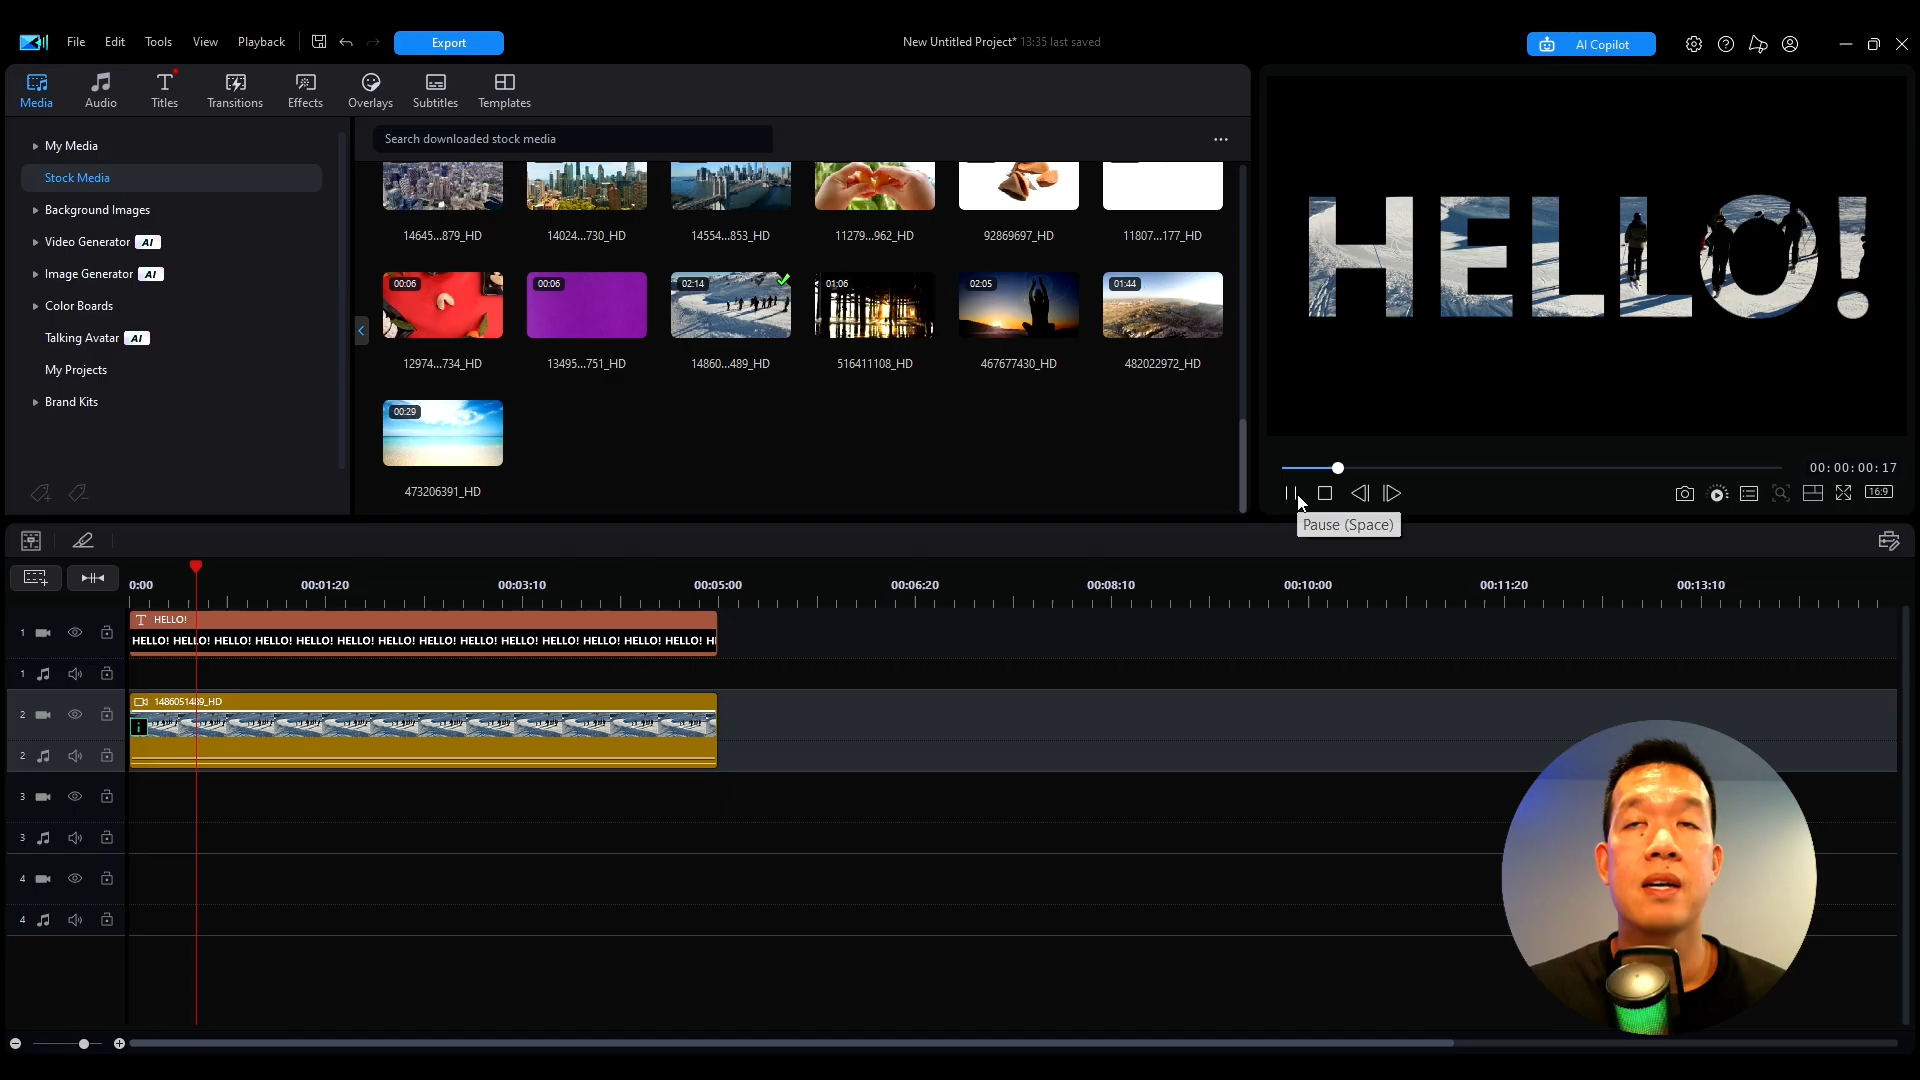 File Edit Tools View Playback Export New Untitled Project* 13:35 last saved AI Copilot
Media Audio Titles Transitions Effects Overlays Subtitles Templates
My Media
Stock Media
Background Images
Video Generator AI
Image Generator AI
Color Boards
Talking Avatar AI
My Projects
Brand Kits
Search downloaded stock media
14645...879_HD 14024...730_HD 14554...853_HD 11279...962_HD 92869697_HD 11807...177_HD
00:06 00:06 02:14 01:06 02:05 01:44
12974...734_HD 13495...751_HD 14860...489_HD 516411108_HD 467677430_HD 482022972_HD
00:29
473206391_HD
HELLO!
00:00:00:17
16:9
Pause (Space)
0:00 00:01:20 00:03:10 00:05:00 00:06:20 00:08:10 00:10:00 00:11:20 00:13:10
HELLO!
1 HELLO! HELLO! HELLO! HELLO! HELLO! HELLO! HELLO! HELLO! HELLO! HELLO! HELLO! HELLO! HELLO! HELLO! H
1
1486051489_HD
2
2
3
3
4
4